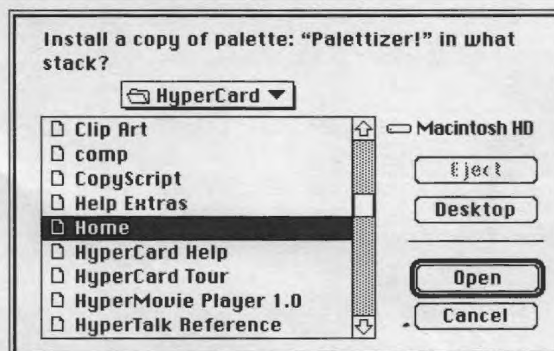 Install a copy of palette: “Palettizer!” in what
stack?
HyperCard
Clip Art
comp
CopyScript
Help Extras
Home
HyperCard Help
HyperCard Tour
HyperMovie Player 1.0
HyperTalk Reference
Macintosh HD
Eject
Desktop
Open
Cancel